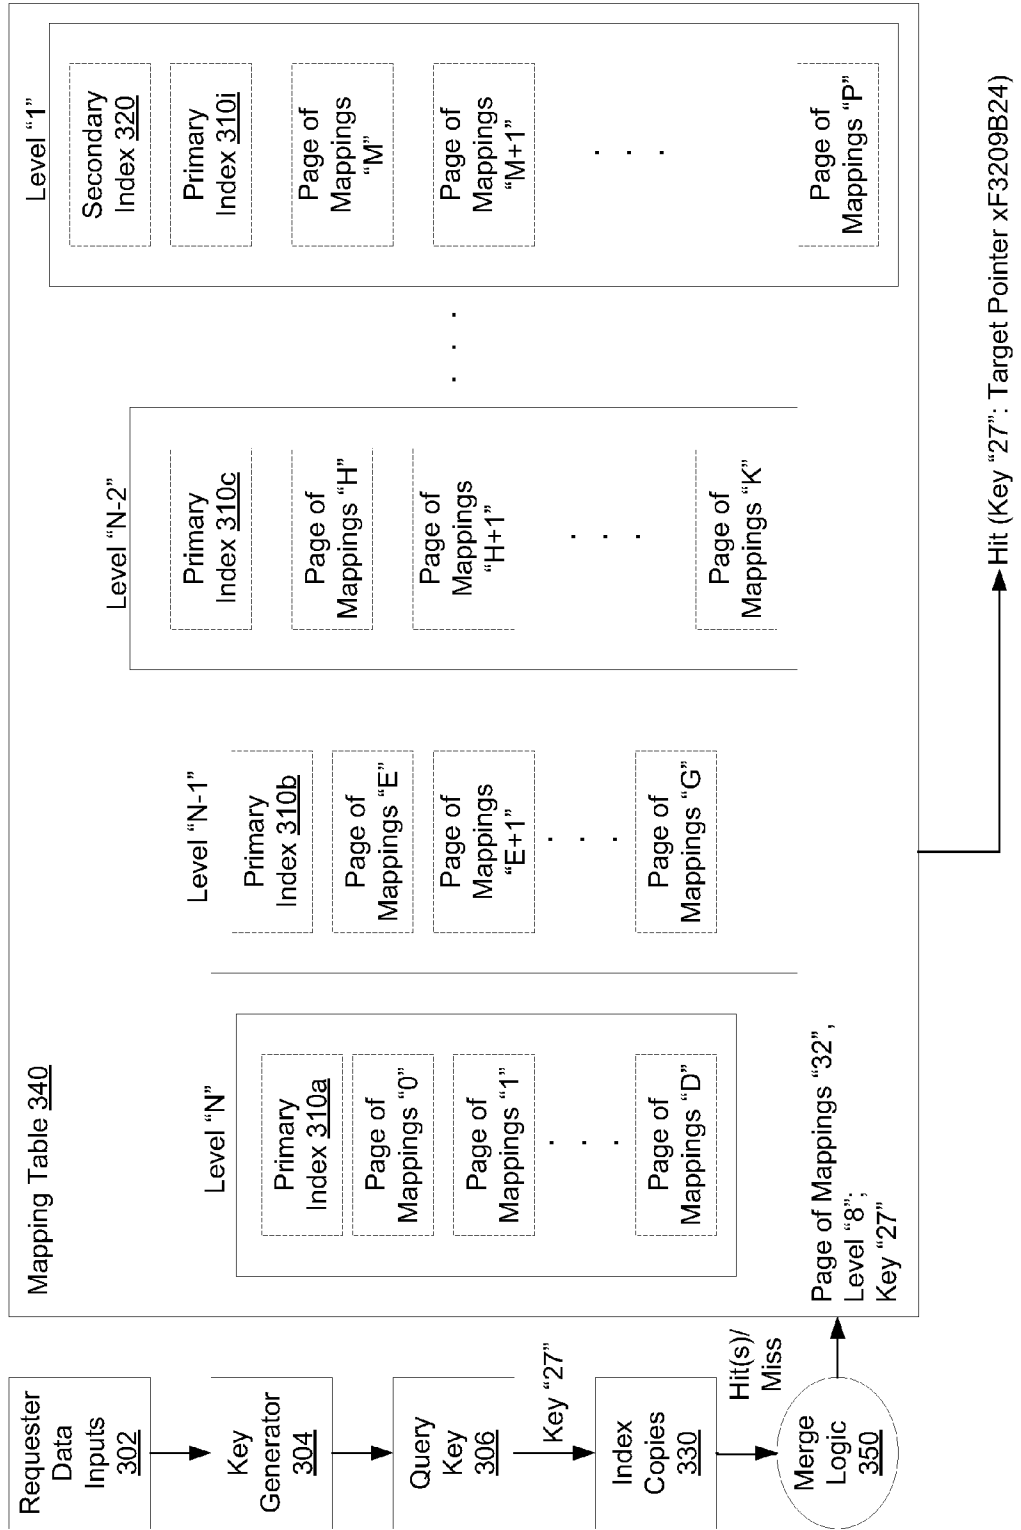 Mapping Table 340
Requester
Data
Inputs
302
Key
Generator
304
Query
Key
306
Key “27”
Index
Copies
330
Hit(s)/
Miss
Merge
Logic
350
Page of Mappings “32”,
Level “8”;
Key “27”
Level “N”
Primary
Index 310a
Page of
Mappings “0”
Page of
Mappings “1”
. . .
Page of
Mappings “D”
Level “N-1”
Primary
Index 310b
Page of
Mappings “E”
Page of
Mappings
“E+1”
. . .
Page of
Mappings “G”
Level “N-2”
Primary
Index 310c
Page of
Mappings “H”
Page of
Mappings
“H+1”
. . .
Page of
Mappings “K”
. . .
Level “1”
Secondary
Index 320
Primary
Index 310i
Page of
Mappings
“M”
Page of
Mappings
“M+1”
. . .
Page of
Mappings “P”
Hit (Key “27”: Target Pointer xF3209B24)